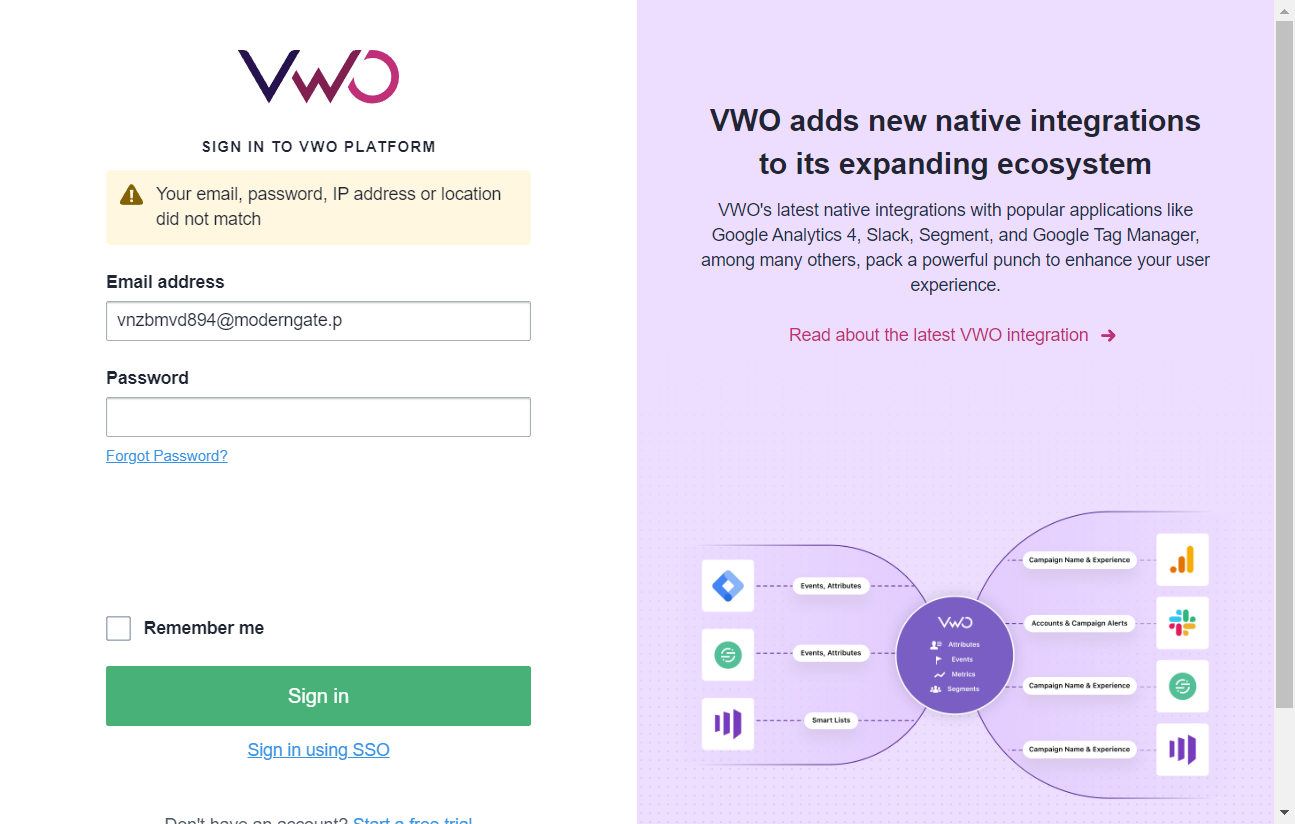 VWO
SIGN IN TO VWO PLATFORM
Your email, password, IP address or location
did not match
Email address
vnzbmvd894@moderngate.p
Password
Forgot Password?
Remember me
Sign in
Sign in using SSO
Don't have an account? Start a free trial
VWO adds new native integrations
to its expanding ecosystem
VWO's latest native integrations with popular applications like
Google Analytics 4, Slack, Segment, and Google Tag Manager,
among many others, pack a powerful punch to enhance your user
experience.
Read about the latest VWO integration
Events, Attributes
Events, Attributes
Smart Lists
VWO
Attributes
Events
Metrics
Segments
Campaign Name & Experience
Accounts & Campaign Alerts
Campaign Name & Experience
Campaign Name & Experience